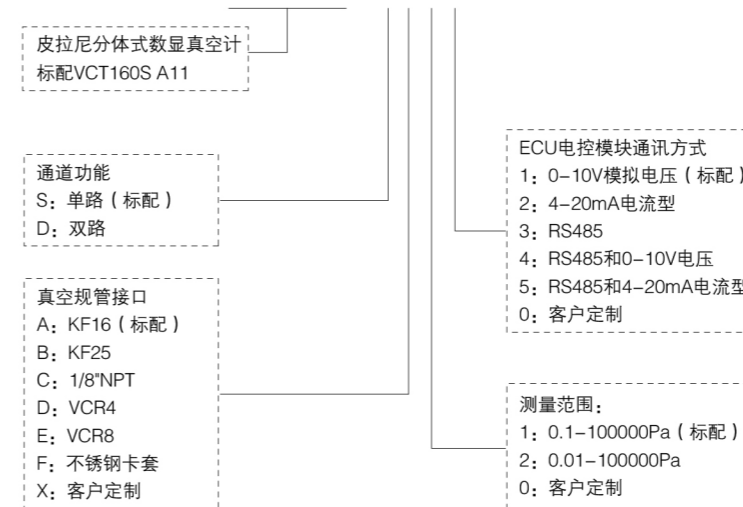 皮拉尼分体式数显真空计
标配VCT160S A11
通道功能
S：单路（标配）
D：双路
真空规管接口
A：KF16（标配）
B：KF25
C：1/8"NPT
D：VCR4
E：VCR8
F：不锈钢卡套
X：客户定制
ECU电控模块通讯方式
1：0-10V模拟电压（标配）
2：4-20mA电流型
3：RS485
4：RS485和0-10V电压
5：RS485和4-20mA电流型
0：客户定制
测量范围：
1：0.1-100000Pa（标配）
2：0.01-100000Pa
0：客户定制